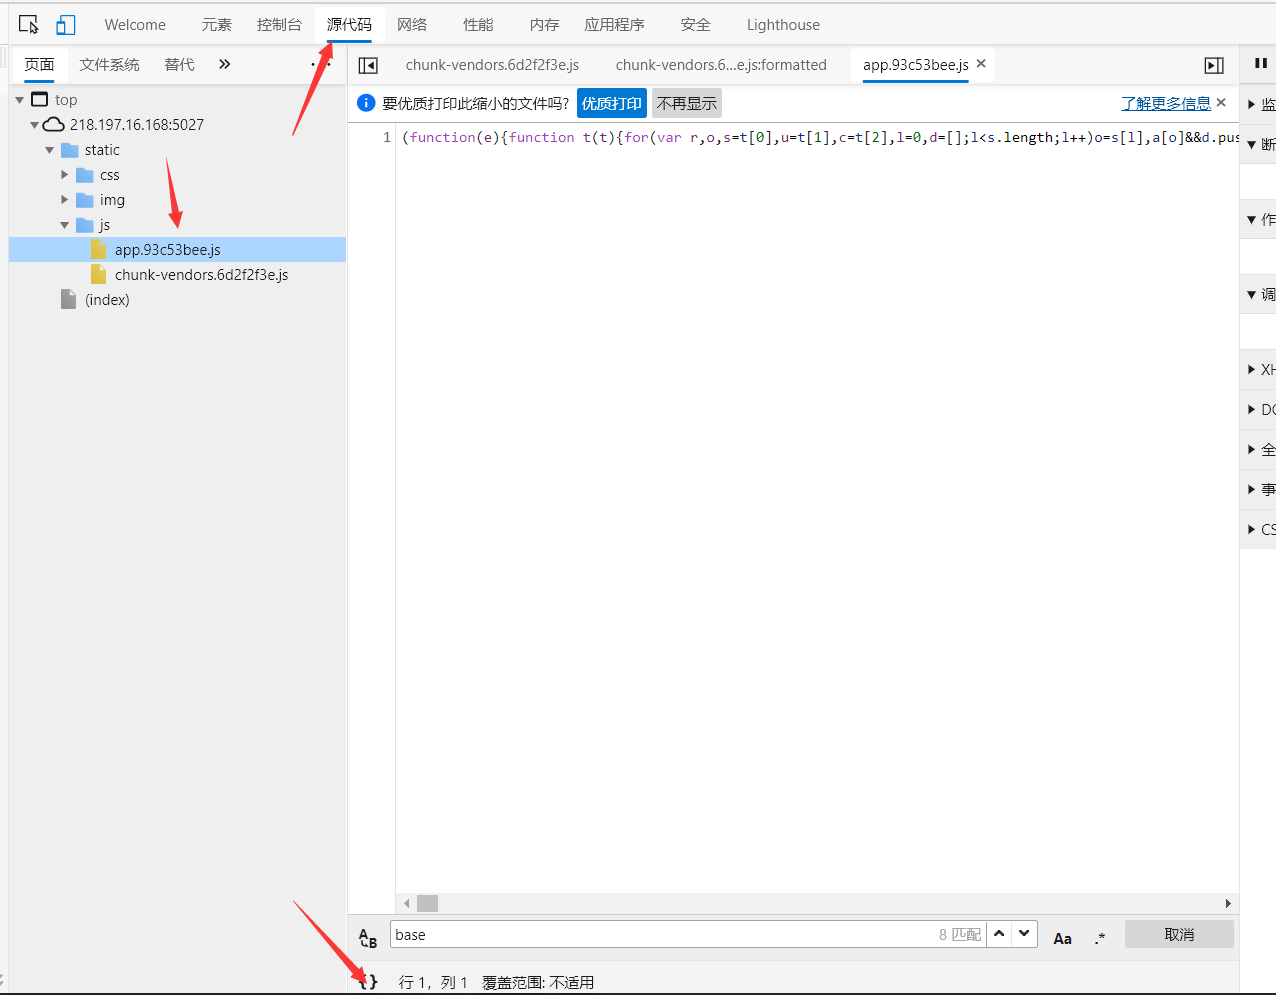 Welcome 元素 控制台 源代码 网络 性能 内存 应用程序 安全 Lighthouse
页面 文件系统 替代
chunk-vendors.6d2f2f3e.js chunk-vendors.6...e.js:formatted app.93c53bee.js
top
218.197.16.168:5027
static
css
img
js
app.93c53bee.js
chunk-vendors.6d2f2f3e.js
(index)
要优质打印此缩小的文件吗? 优质打印 不再显示 了解更多信息
1 (function(e){function t(t){for(var r,o,s=t[0],u=t[1],c=t[2],l=0,d=[];l<s.length;l++)o=s[l],a[o]&&d.pus
监
断
作
调
XH
DO
全
事
CS
base 8 匹配 Aa .* 取消
{} 行 1，列 1 覆盖范围: 不适用